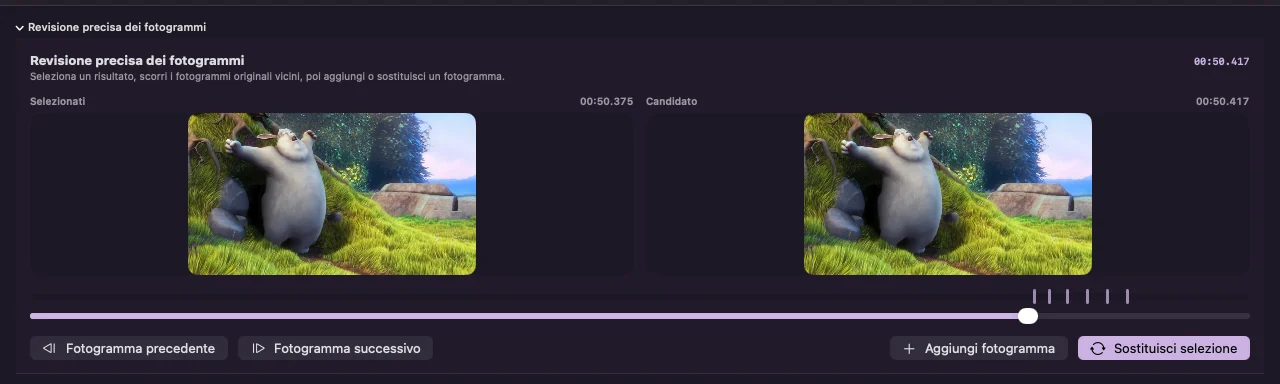 Revisione precisa dei fotogrammi
Revisione precisa dei fotogrammi
00:50.417
Seleziona un risultato, scorri i fotogrammi originali vicini, poi aggiungi o sostituisci un fotogramma.
Selezionati
00:50.375
Candidato
00:50.417
Fotogramma precedente
Fotogramma successivo
Aggiungi fotogramma
Sostituisci selezione